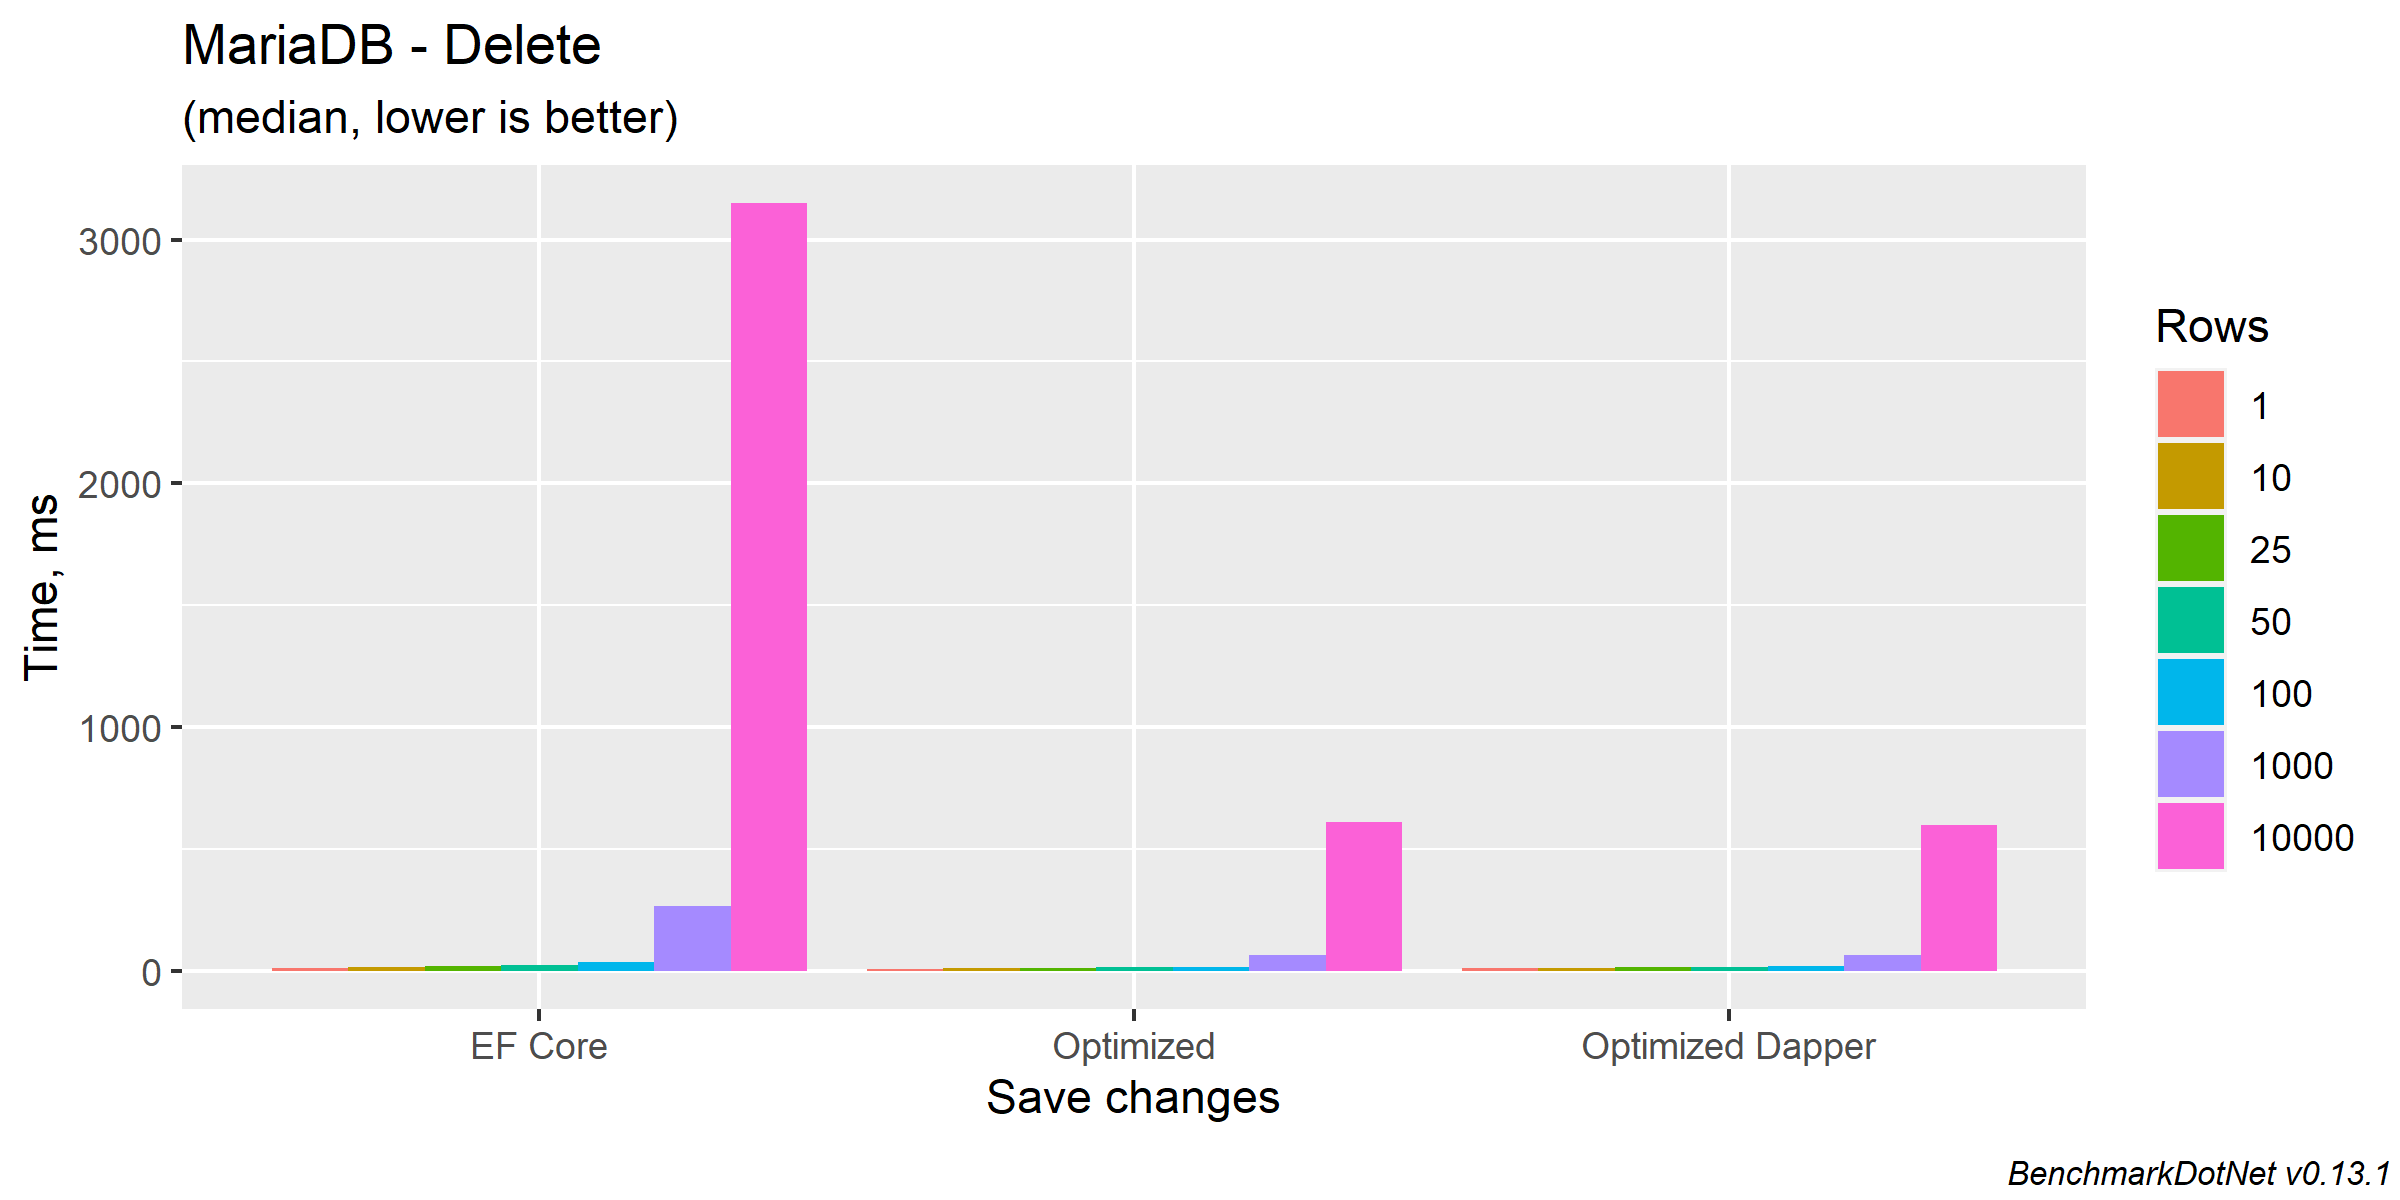 MariaDB - Delete
(median, lower is better)
Time, ms
3000
2000
1000
0
EF Core
Optimized
Optimized Dapper
Save changes
Rows
1
10
25
50
100
1000
10000
BenchmarkDotNet v0.13.1